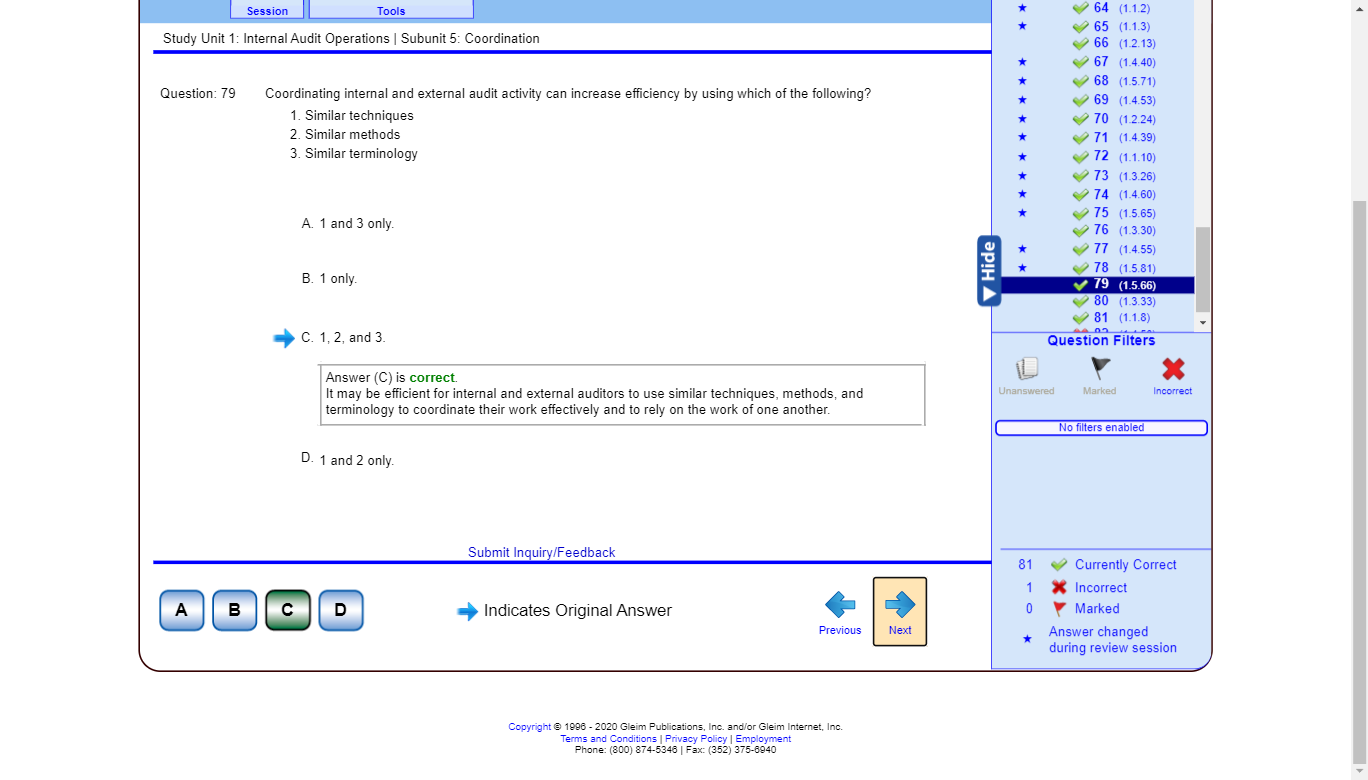 Session
Tools
Study Unit 1: Internal Audit Operations | Subunit 5: Coordination
Question: 79
Coordinating internal and external audit activity can increase efficiency by using which of the following?
1. Similar techniques
2. Similar methods
3. Similar terminology
A. 1 and 3 only.
B. 1 only.
C. 1, 2, and 3.
Answer (C) is correct.
It may be efficient for internal and external auditors to use similar techniques, methods, and
terminology to coordinate their work effectively and to rely on the work of one another.
D. 1 and 2 only.
Submit Inquiry/Feedback
A
B
C
D
Indicates Original Answer
Previous
Next
64 (1.1.2)
65 (1.1.3)
66 (1.2.13)
67 (1.4.40)
68 (1.5.71)
69 (1.4.53)
70 (1.2.24)
71 (1.4.39)
72 (1.1.10)
73 (1.3.26)
74 (1.4.60)
75 (1.5.65)
76 (1.3.30)
77 (1.4.55)
78 (1.5.81)
79 (1.5.66)
80 (1.3.33)
81 (1.1.8)
Hide
Question Filters
Unanswered
Marked
Incorrect
No filters enabled
81 Currently Correct
1 Incorrect
0 Marked
Answer changed
during review session
Copyright © 1996 - 2020 Gleim Publications, Inc. and/or Gleim Internet, Inc.
Terms and Conditions | Privacy Policy | Employment
Phone: (800) 874-5346 | Fax: (352) 375-6940